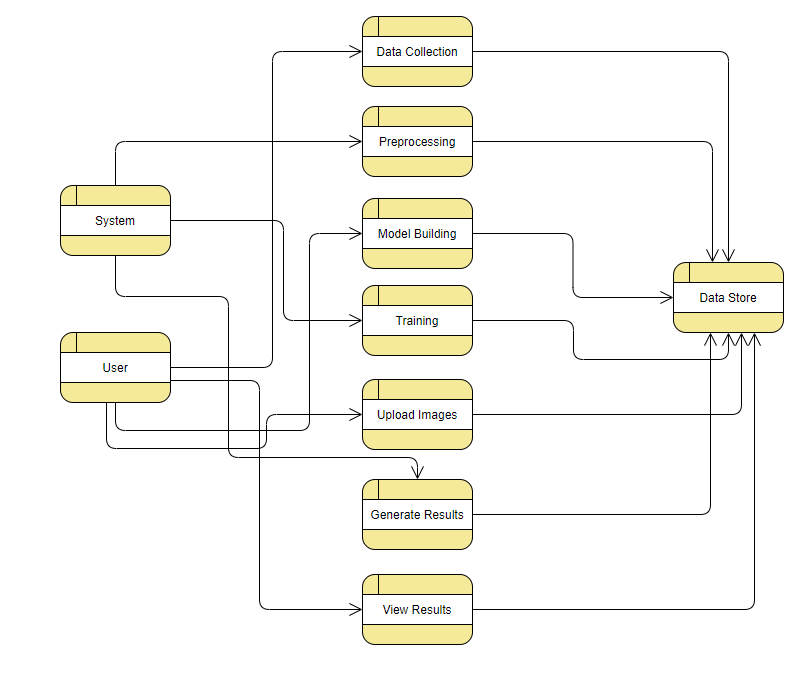 Data Collection
Preprocessing
System
Model Building
Data Store
Training
User
Upload Images
Generate Results
View Results